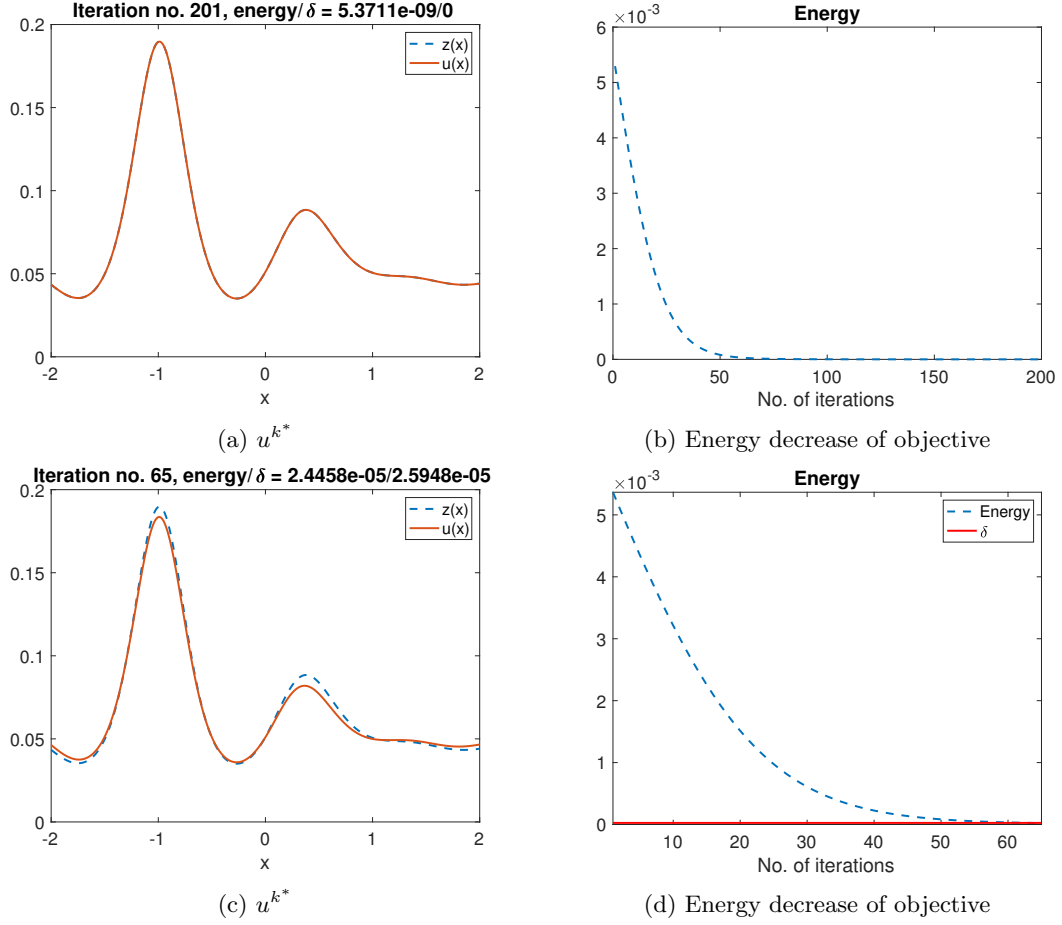 Iteration no. 201, energy/ δ = 5.3711e-09/0
z(x)
u(x)
0.2
0.15
0.1
0.05
0
-2
-1
0
1
2
x
(a) u^{k^*}
Energy
×10^{-3}
6
5
4
3
2
1
0
0
50
100
150
200
No. of iterations
(b) Energy decrease of objective
Iteration no. 65, energy/ δ = 2.4458e-05/2.5948e-05
z(x)
u(x)
0.2
0.15
0.1
0.05
0
-2
-1
0
1
2
x
(c) u^{k^*}
Energy
×10^{-3}
Energy
δ
5
4
3
2
1
0
10
20
30
40
50
60
No. of iterations
(d) Energy decrease of objective